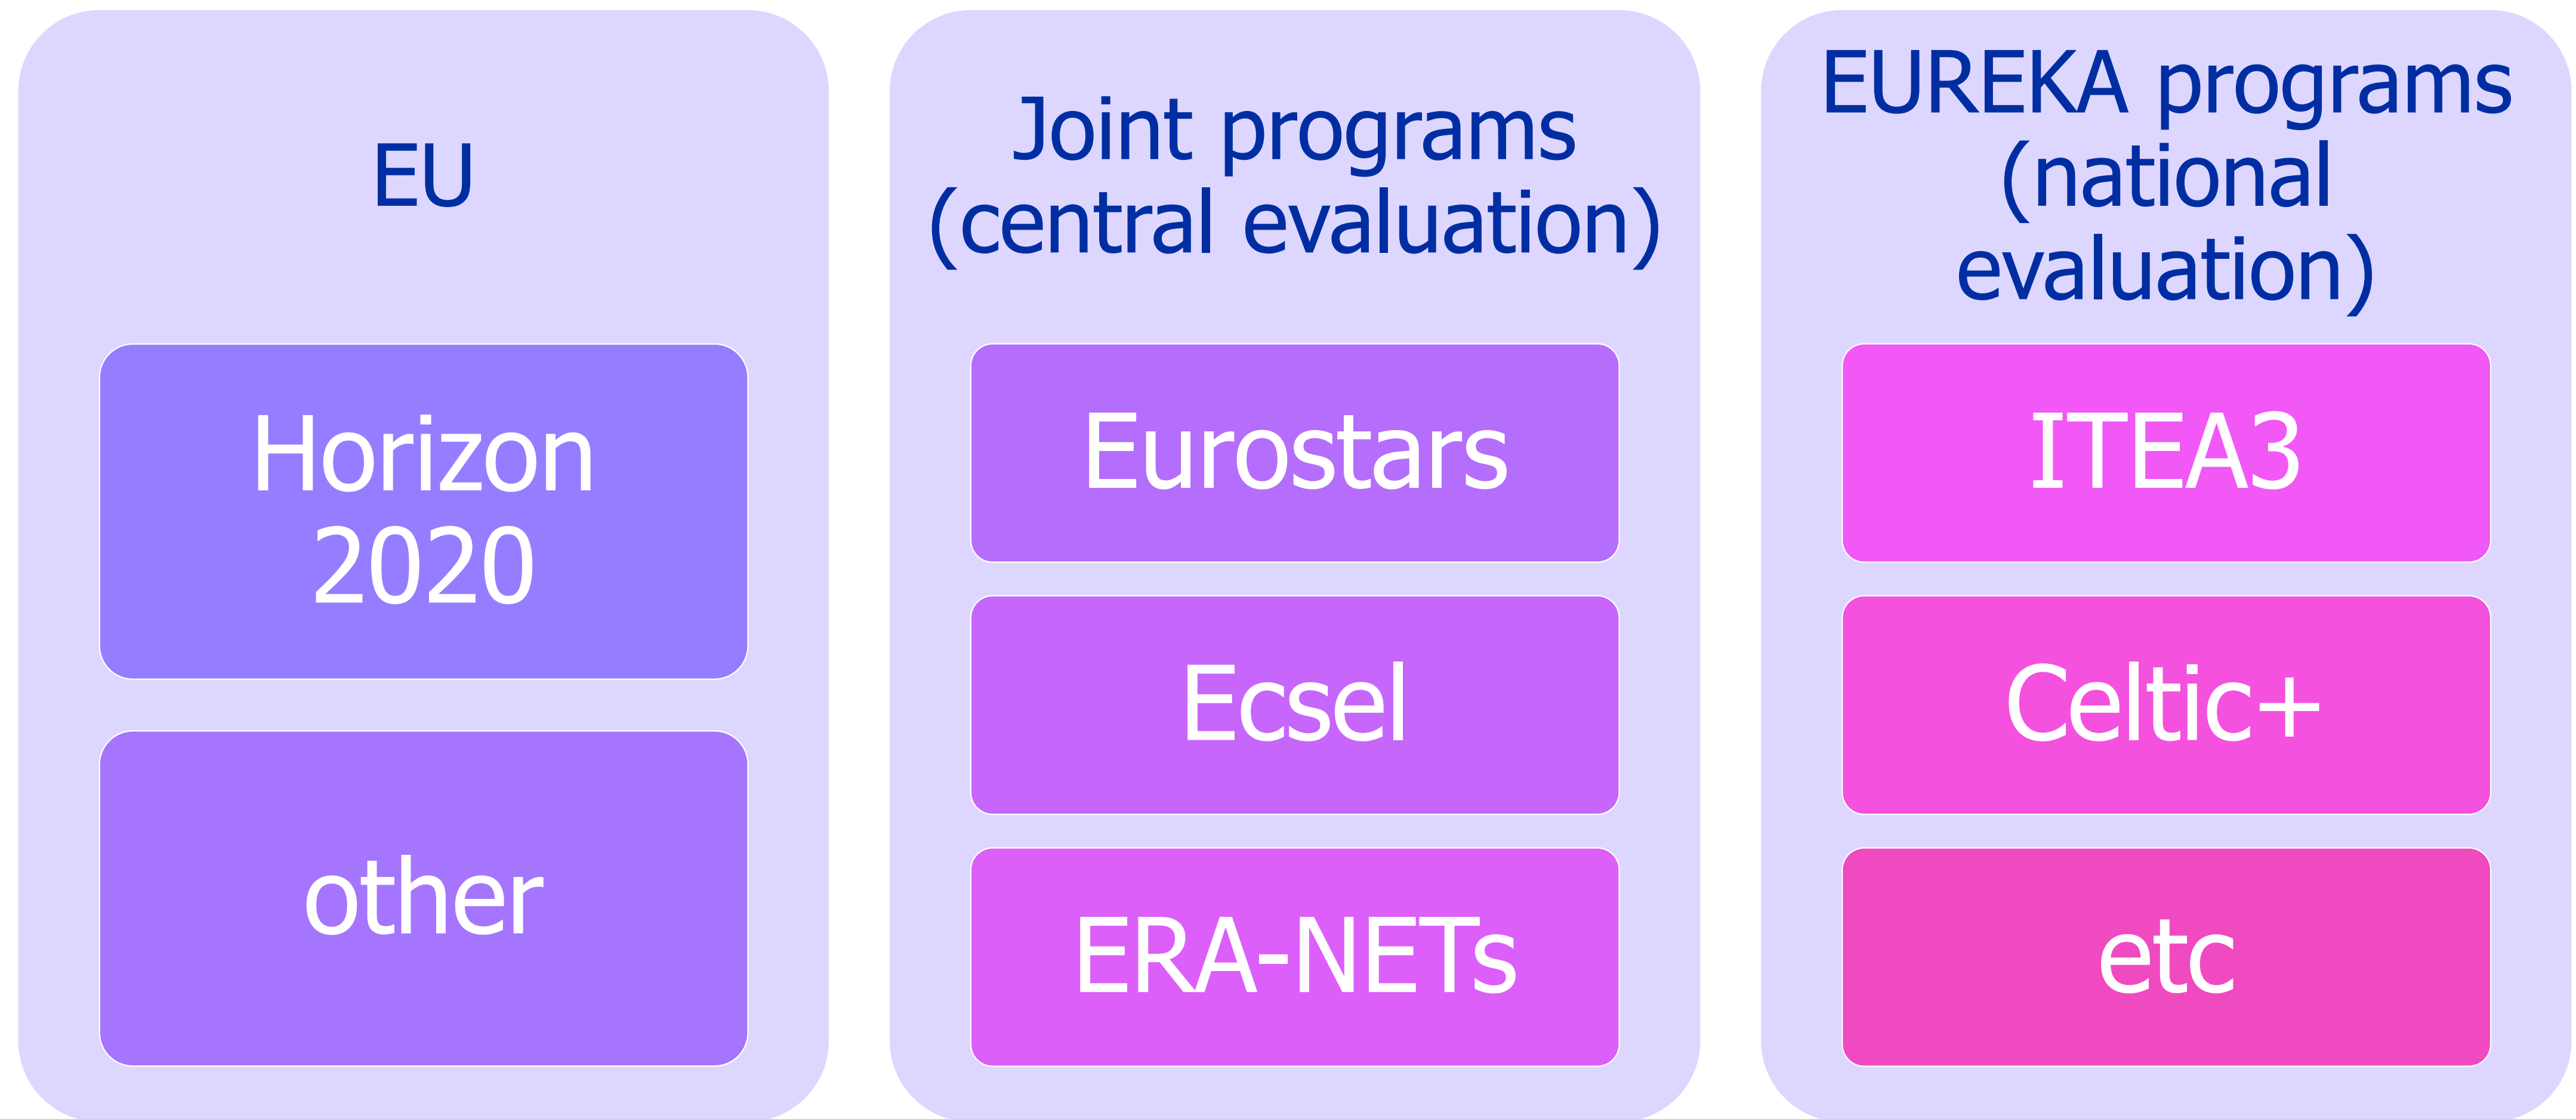 EU
Horizon
2020
other
Joint programs
(central evaluation)
Eurostars
Ecsel
ERA-NETs
EUREKA programs
(national
evaluation)
ITEA3
Celtic+
etc